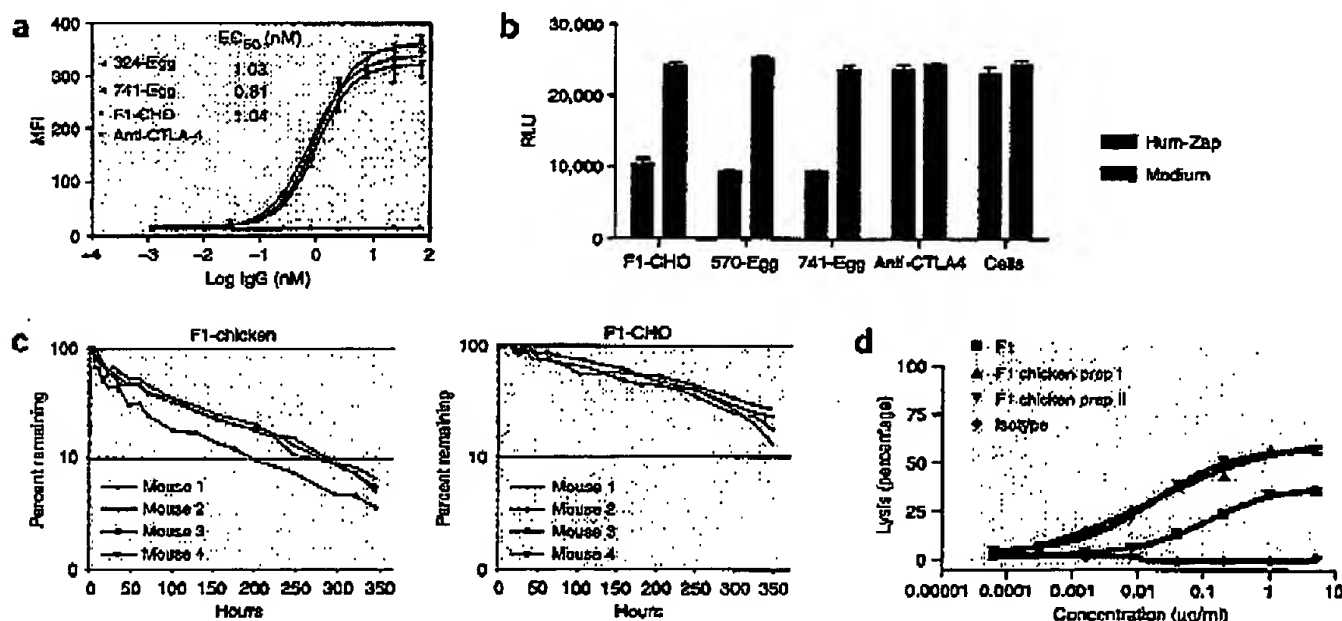 a
400
300
200
100
0
MFI
EC50 (nM)
324-Egg 1.03
741-Egg 0.81
F1-CHO 1.04
Anti-CTLA-4
-4 -3 -2 -1 0 1 2
Log IgG (nM)
b
30,000
20,000
10,000
0
RLU
F1-CHO 570-Egg 741-Egg Anti-CTLA4 Cells
Hum-Zap
Medium
c
F1-chicken
100
10
0
Percent remaining
Mouse 1
Mouse 2
Mouse 3
Mouse 4
0 50 100 150 200 250 300 350
Hours
F1-CHO
100
10
0
Percent remaining
Mouse 1
Mouse 2
Mouse 3
Mouse 4
0 50 100 150 200 250 300 350
Hours
d
100
75
50
25
0
Lysis (percentage)
F1
F1 chicken prep I
F1 chicken prep II
Isotype
0.00001 0.0001 0.001 0.01 0.1 1 10
Concentration (µg/ml)